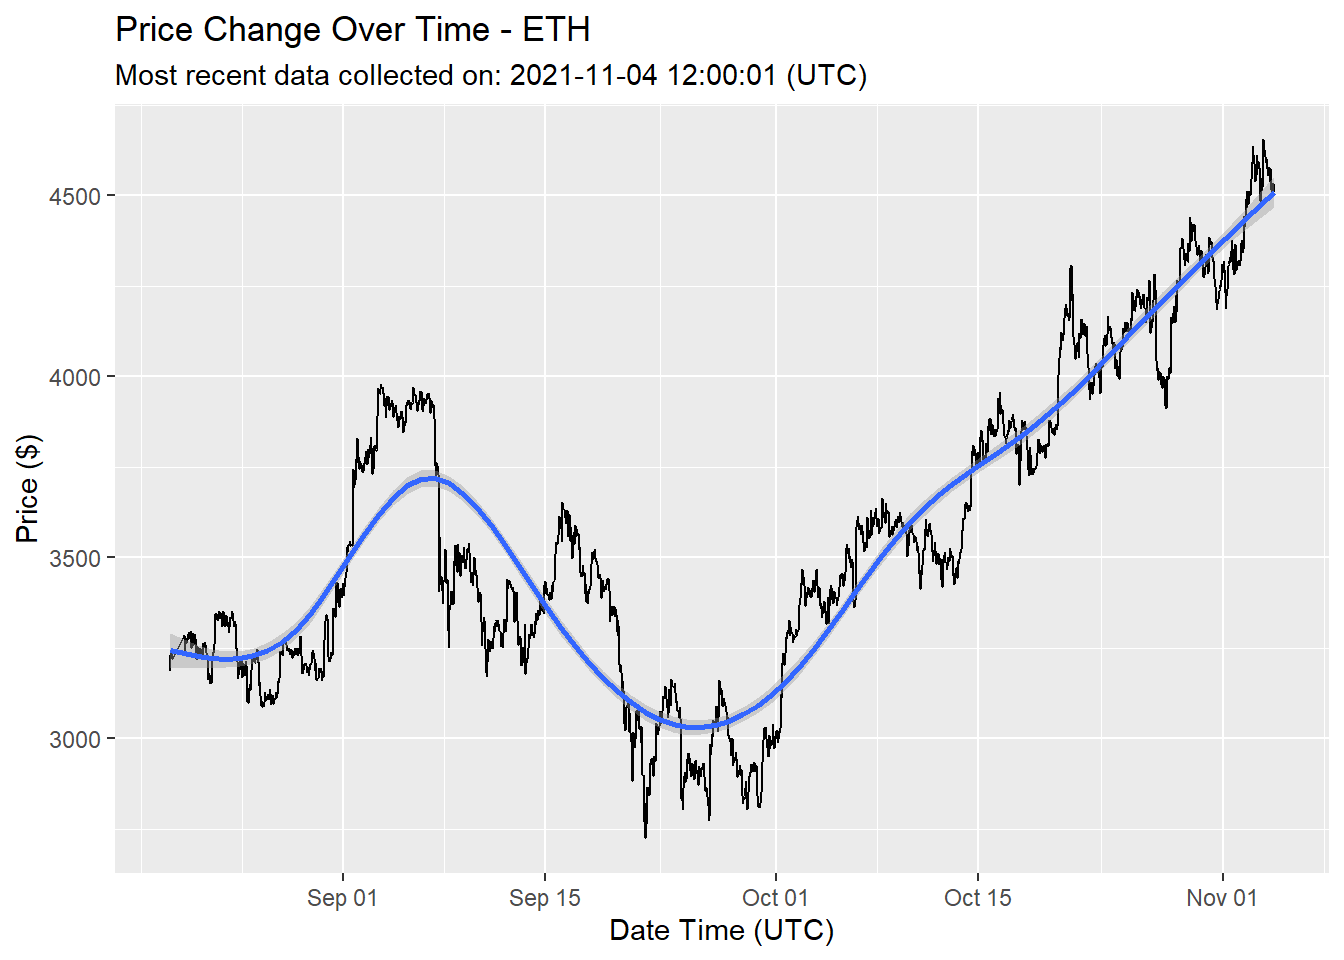 Price Change Over Time - ETH
Most recent data collected on: 2021-11-04 12:00:01 (UTC)
Price ($)
4500
4000
3500
3000
Sep 01 Sep 15 Oct 01 Oct 15 Nov 01
Date Time (UTC)